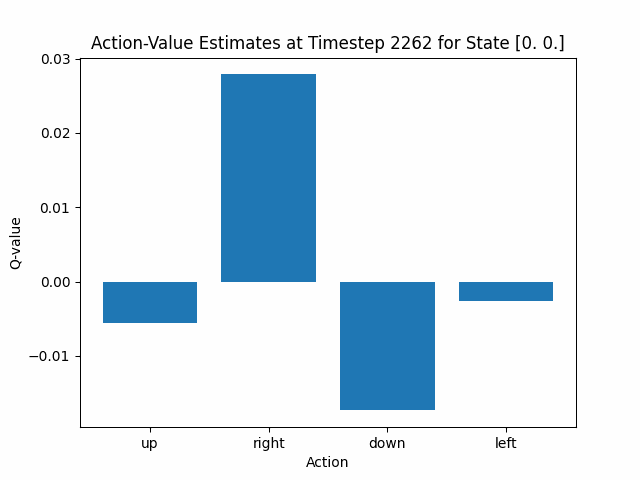 Action-Value Estimates at Timestep 2262 for State [0. 0.]
0.03
0.02
0.01
0.00
−0.01
Q-value
up right down left
Action